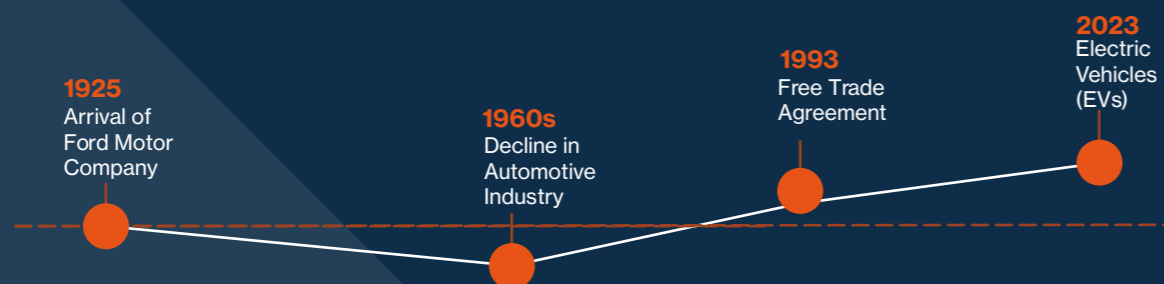 1925
Arrival of
Ford Motor
Company
1960s
Decline in
Automotive
Industry
1993
Free Trade
Agreement
2023
Electric
Vehicles
(EVs)